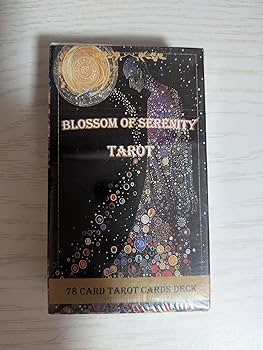 BLOSSOM OF SERENITY
TAROT
78 CARD TAROT CARDS DECK